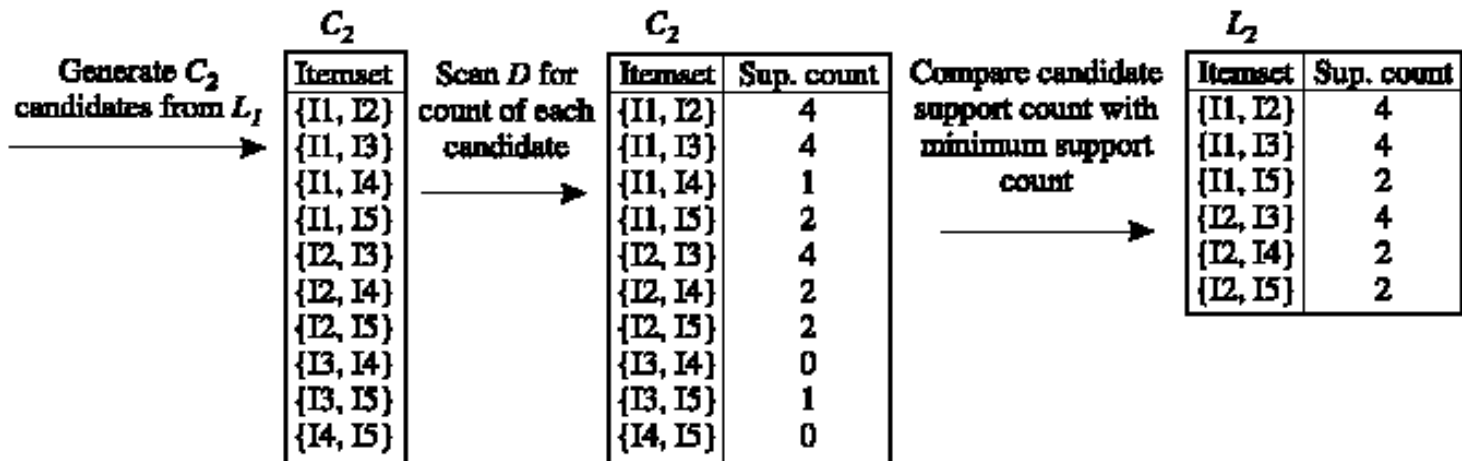 C2
Generate C2
candidates from L1
Itemset
{I1, I2}
{I1, I3}
{I1, I4}
{I1, I5}
{I2, I3}
{I2, I4}
{I2, I5}
{I3, I4}
{I3, I5}
{I4, I5}
Scan D for
count of each
candidate
C2
Itemset Sup. count
{I1, I2} 4
{I1, I3} 4
{I1, I4} 1
{I1, I5} 2
{I2, I3} 4
{I2, I4} 2
{I2, I5} 2
{I3, I4} 0
{I3, I5} 1
{I4, I5} 0
Compare candidate
support count with
minimum support
count
L2
Itemset Sup. count
{I1, I2} 4
{I1, I3} 4
{I1, I5} 2
{I2, I3} 4
{I2, I4} 2
{I2, I5} 2